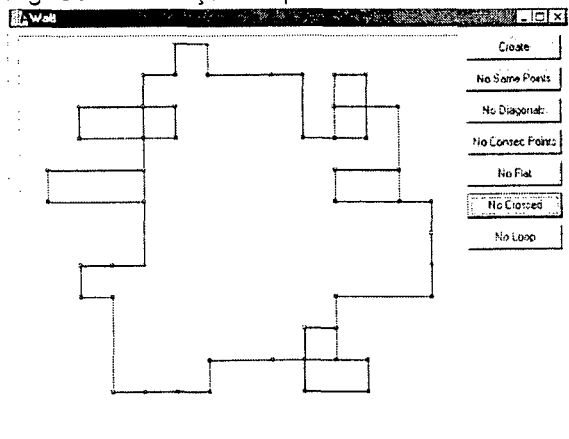 Wall
Create
No Same Points
No Diagonals
No Consec Points
No Flat
No Crossed
No Loop